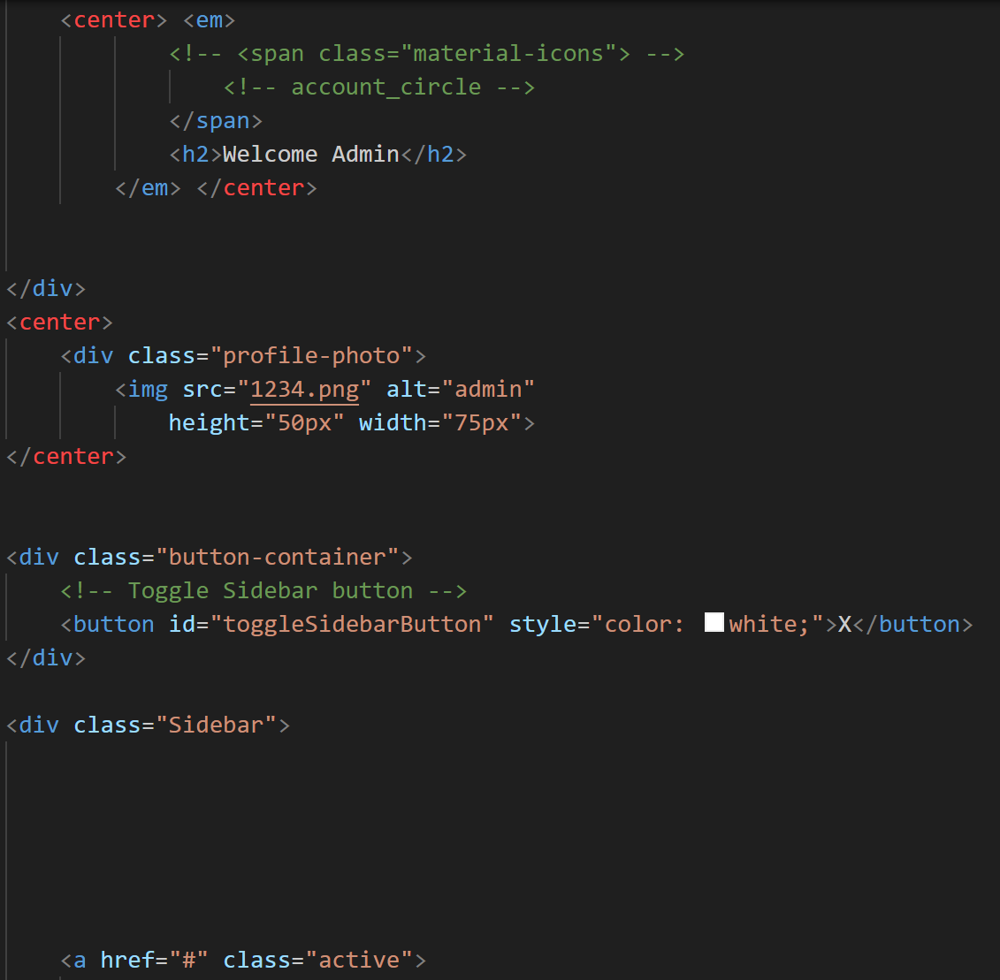 <center> <em>
<!-- <span class="material-icons"> -->
<!-- account_circle -->
</span>
<h2>Welcome Admin</h2>
</em> </center>
</div>
<center>
<div class="profile-photo">
<img src="1234.png" alt="admin"
height="50px" width="75px">
</center>
<div class="button-container">
<!-- Toggle Sidebar button -->
<button id="toggleSidebarButton" style="color: white;">X</button>
</div>
<div class="Sidebar">
<a href="#" class="active">